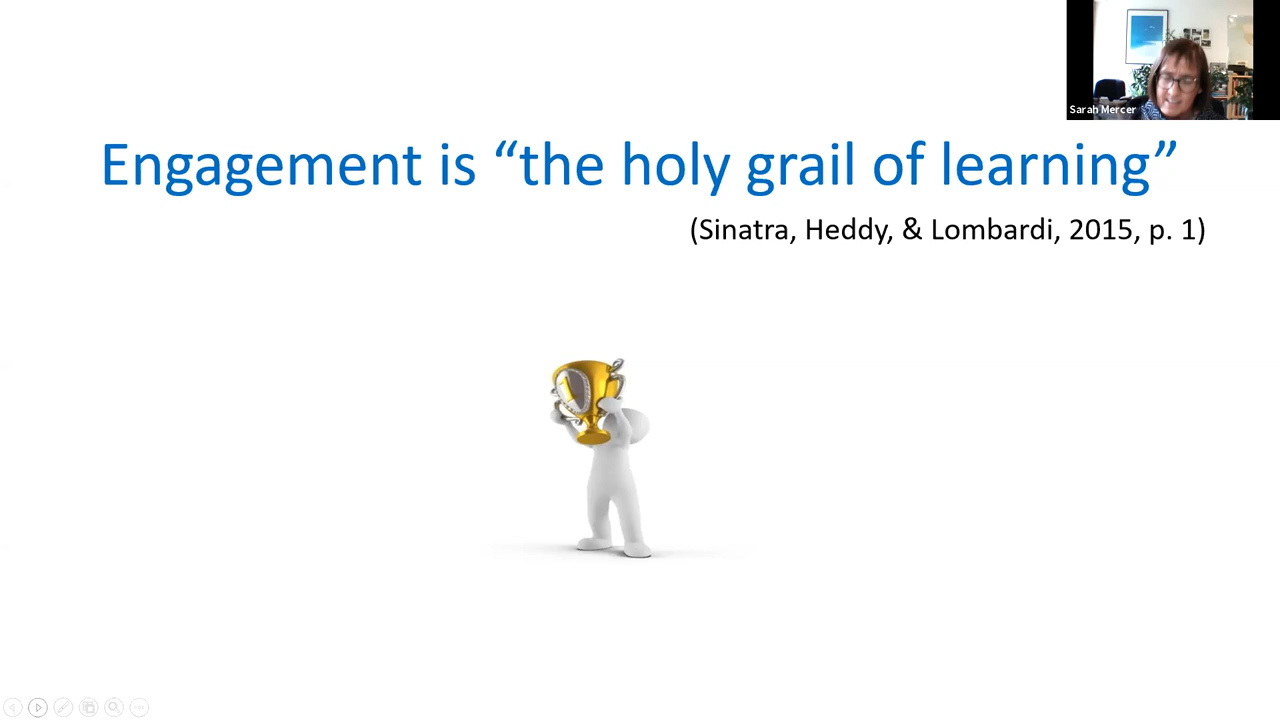 Sarah Mercer
Engagement is “the holy grail of learning”
(Sinatra, Heddy, & Lombardi, 2015, p. 1)